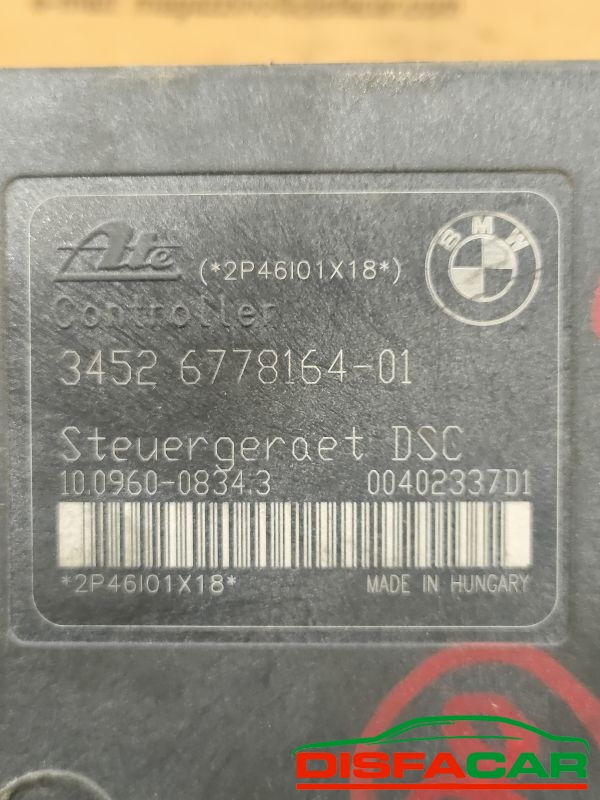 Ate (*2P46I01X18*)
BMW
Controller
3452 6778164-01
Steuergeraet DSC
10.0960-0834.3 00402337D1
*2P46I01X18* MADE IN HUNGARY
DISFACAR